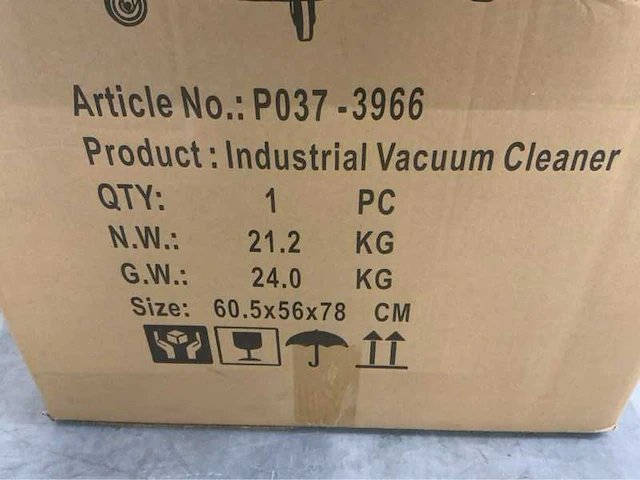 Article No.: P037-3966
Product: Industrial Vacuum Cleaner
QTY: 1 PC
N.W.: 21.2 KG
G.W.: 24.0 KG
Size: 60.5x56x78 CM